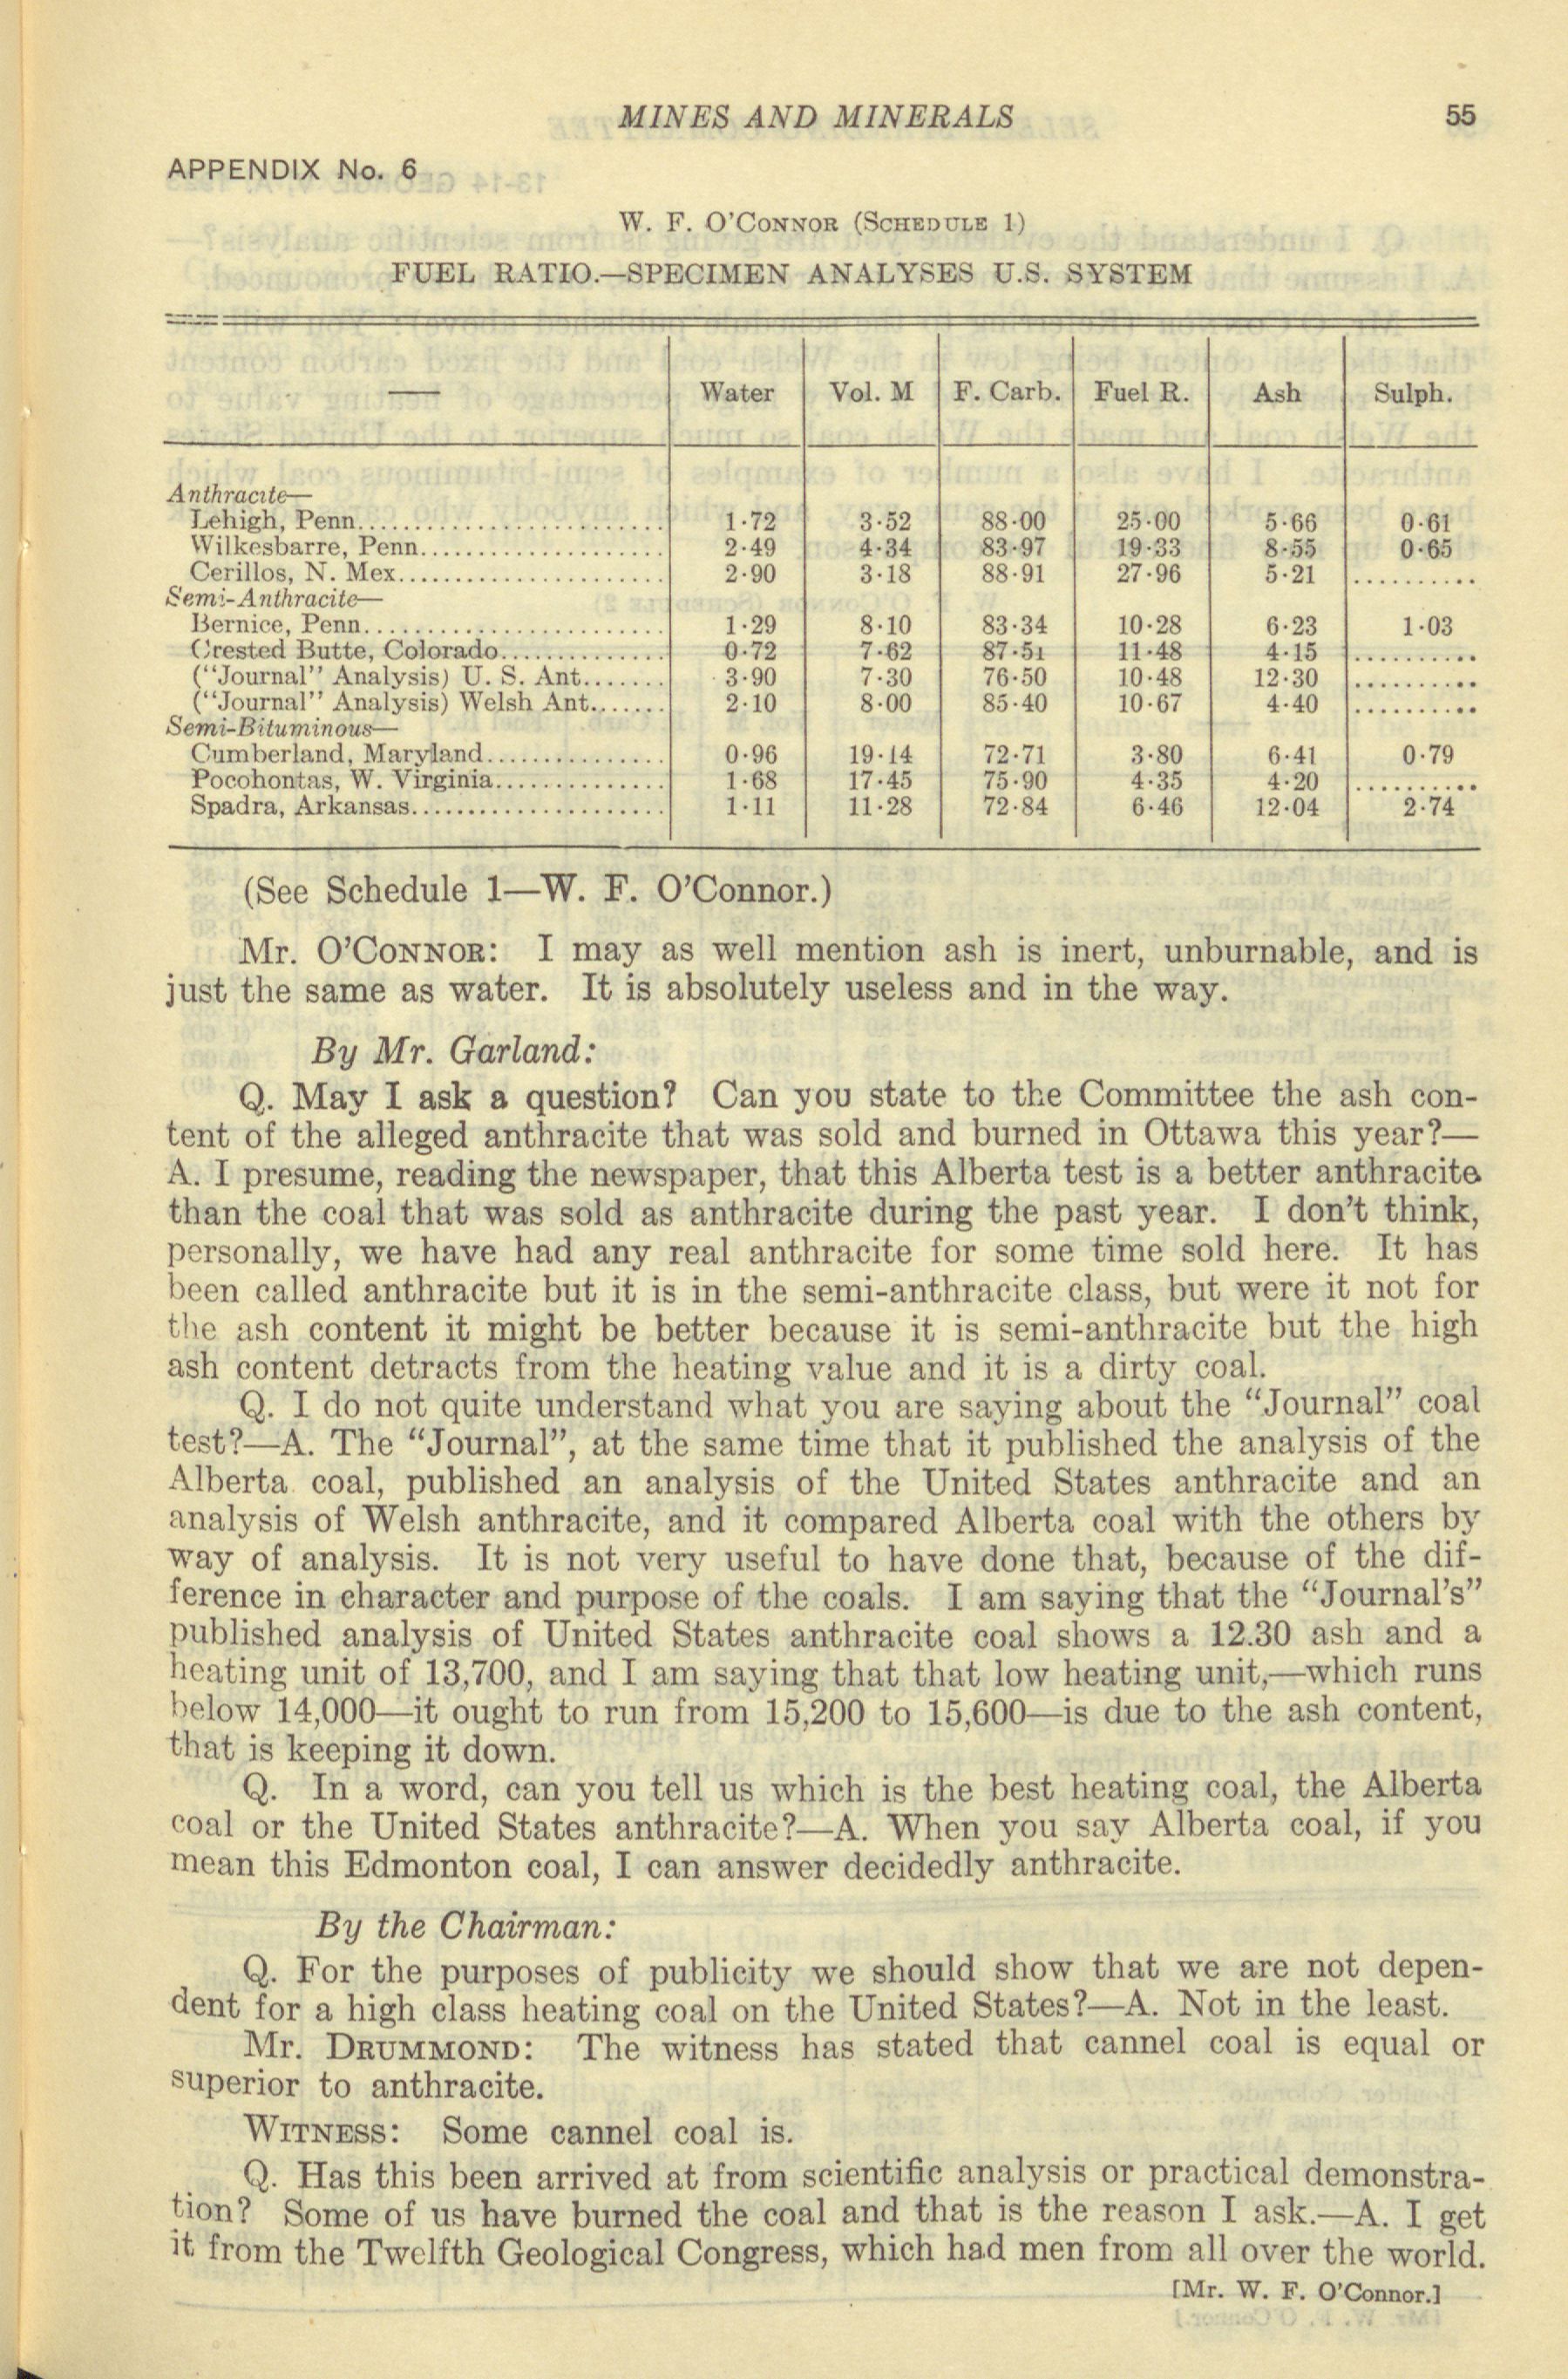 MINES AND MINERALS 55
APPENDIX No. 6
W. F. O'CONNOR (SCHEDULE 1)
FUEL RATIO.—SPECIMEN ANALYSES U.S. SYSTEM
— Water Vol. M F. Carb. Fuel R. Ash Sulph.
Anthracite—
Lehigh, Penn.......................... 1·72 3·52 88·00 25·00 5·66 0·61
Wilkesbarre, Penn..................... 2·49 4·34 83·97 19·33 8·55 0·65
Cerillos, N. Mex....................... 2·90 3·18 88·91 27·96 5·21 ..........
Semi-Anthracite—
Bernice, Penn.......................... 1·29 8·10 83·34 10·28 6·23 1·03
Crested Butte, Colorado.............. 0·72 7·62 87·51 11·48 4·15 ..........
("Journal" Analysis) U. S. Ant....... 3·90 7·30 76·50 10·48 12·30 ..........
("Journal" Analysis) Welsh Ant....... 2·10 8·00 85·40 10·67 4·40 ..........
Semi-Bituminous—
Cumberland, Maryland............... 0·96 19·14 72·71 3·80 6·41 0·79
Pocohontas, W. Virginia.............. 1·68 17·45 75·90 4·35 4·20 ..........
Spadra, Arkansas...................... 1·11 11·28 72·84 6·46 12·04 2·74
(See Schedule 1—W. F. O'Connor.)
Mr. O'CONNOR: I may as well mention ash is inert, unburnable, and is
just the same as water. It is absolutely useless and in the way.
By Mr. Garland:
Q. May I ask a question? Can you state to the Committee the ash con-
tent of the alleged anthracite that was sold and burned in Ottawa this year?—
A. I presume, reading the newspaper, that this Alberta test is a better anthracite
than the coal that was sold as anthracite during the past year. I don't think,
personally, we have had any real anthracite for some time sold here. It has
been called anthracite but it is in the semi-anthracite class, but were it not for
the ash content it might be better because it is semi-anthracite but the high
ash content detracts from the heating value and it is a dirty coal.
Q. I do not quite understand what you are saying about the "Journal" coal
test?—A. The "Journal", at the same time that it published the analysis of the
Alberta coal, published an analysis of the United States anthracite and an
analysis of Welsh anthracite, and it compared Alberta coal with the others by
way of analysis. It is not very useful to have done that, because of the dif-
ference in character and purpose of the coals. I am saying that the "Journal's"
published analysis of United States anthracite coal shows a 12.30 ash and a
heating unit of 13,700, and I am saying that that low heating unit,—which runs
below 14,000—it ought to run from 15,200 to 15,600—is due to the ash content,
that is keeping it down.
Q. In a word, can you tell us which is the best heating coal, the Alberta
coal or the United States anthracite?—A. When you say Alberta coal, if you
mean this Edmonton coal, I can answer decidedly anthracite.
By the Chairman:
Q. For the purposes of publicity we should show that we are not depen-
dent for a high class heating coal on the United States?—A. Not in the least.
Mr. DRUMMOND: The witness has stated that cannel coal is equal or
superior to anthracite.
WITNESS: Some cannel coal is.
Q. Has this been arrived at from scientific analysis or practical demonstra-
tion? Some of us have burned the coal and that is the reason I ask.—A. I get
it from the Twelfth Geological Congress, which had men from all over the world.
[Mr. W. F. O'Connor.]